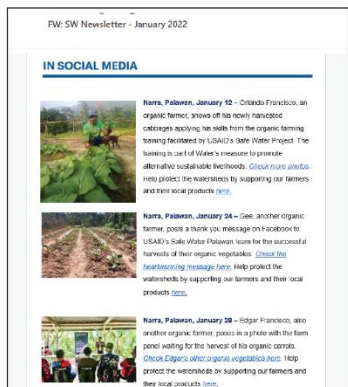 FW: SW Newsletter - January 2022
IN SOCIAL MEDIA
Narra, Palawan, January 12 – Orlando Francisco, an
organic farmer, shows off his newly harvested
cabbages applying his skills from the organic farming
training facilitated by USAID's Safe Water Project. The
training is part of Water's measure to promote
alternative sustainable livelihoods. Check more photos.
Help protect the watersheds by supporting our farmers
and their local products here.
Narra, Palawan, January 24 – Gee, another organic
farmer, posts a thank you message on Facebook to
USAID's Safe Water Palawan team for the successful
harvests of their organic vegetables. Check the
heartwarming message here. Help protect the
watersheds by supporting our farmers and their local
products here.
Narra, Palawan, January 28 – Edgar Francisco, also
another organic farmer, poses in a photo with the farm
panel waiting for the harvest of his organic carrots.
Check Edgar's other organic vegetables here. Help
protect the watersheds by supporting our farmers and
their local products here.